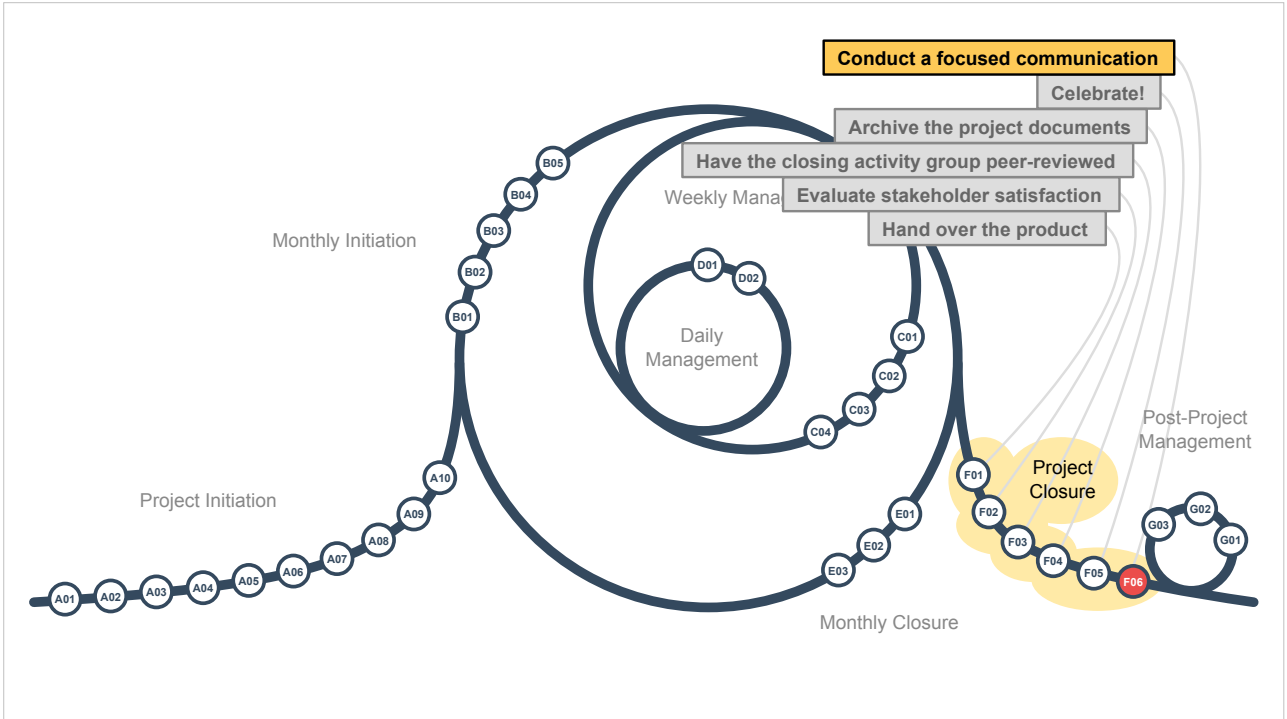 Conduct a focused communication
Celebrate!
Archive the project documents
Have the closing activity group peer-reviewed
Weekly Mana
Evaluate stakeholder satisfaction
Hand over the product
Monthly Initiation
B05
B04
B03
B02
B01
D01
D02
Daily
Management
C01
C02
C03
C04
Post-Project
Management
Project Initiation
A01
A02
A03
A04
A05
A06
A07
A08
A09
A10
E01
E02
E03
Monthly Closure
Project
Closure
F01
F02
F03
F04
F05
F06
G03
G02
G01